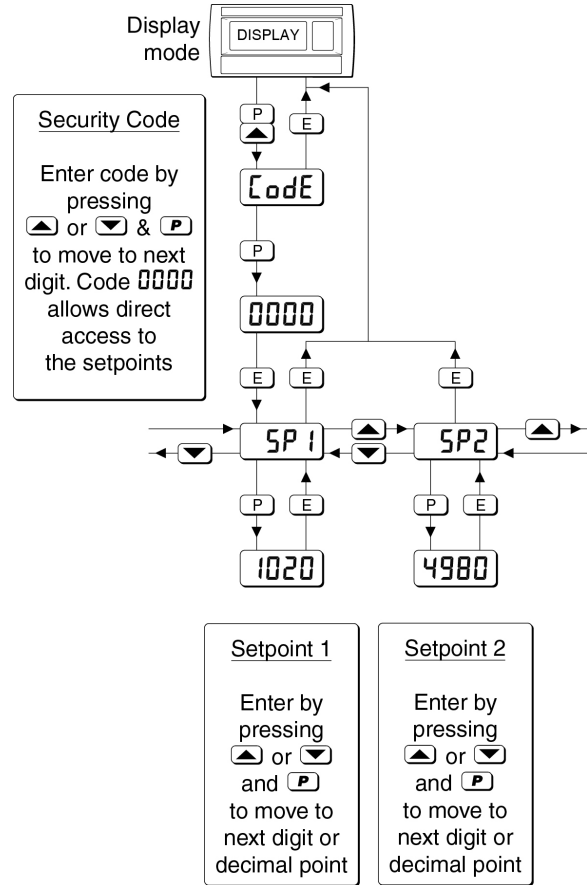 Display
mode
DISPLAY
Security Code
Enter code by
pressing
▲ or ▼ & P
to move to next
digit. Code 0000
allows direct
access to
the setpoints
P
▲
E
CodE
P
0000
E
E
E
SP1
▲
▼
SP2
▲
▼
P
E
P
E
1020
4980
Setpoint 1
Enter by
pressing
▲ or ▼
and P
to move to
next digit or
decimal point
Setpoint 2
Enter by
pressing
▲ or ▼
and P
to move to
next digit or
decimal point